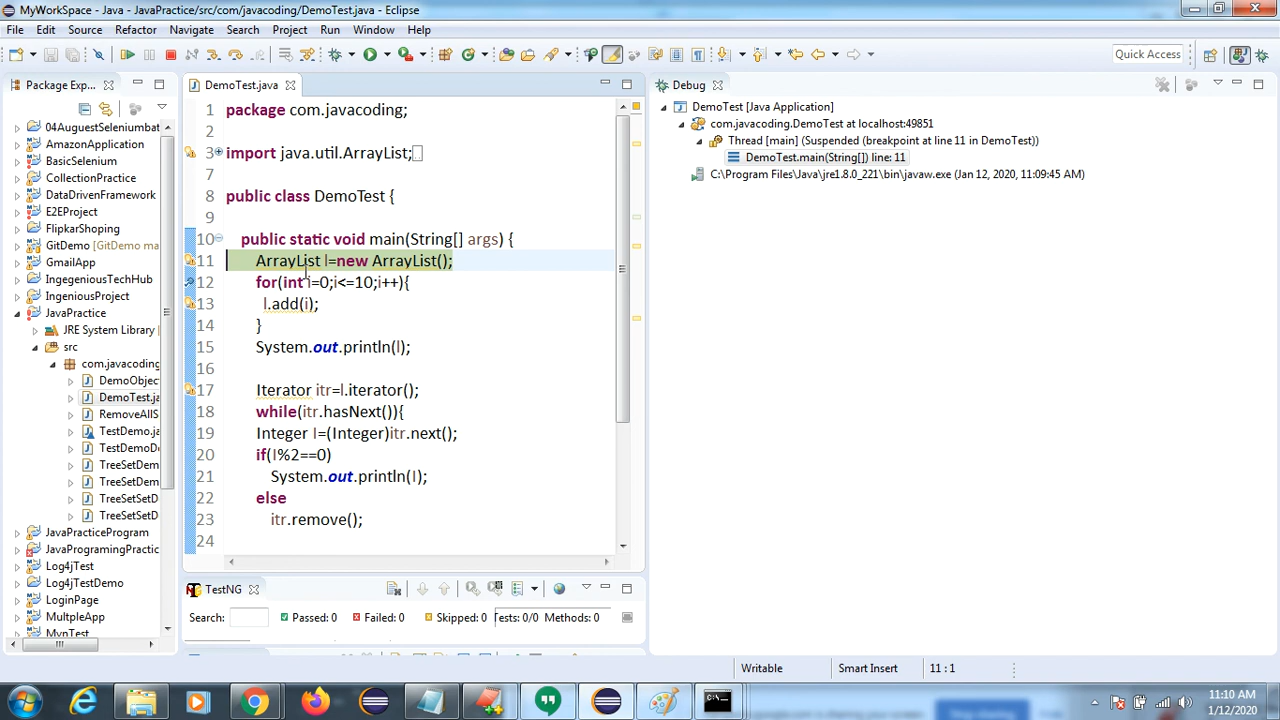 MyWorkSpace - Java - JavaPractice/src/com/javacoding/DemoTest.java - Eclipse
File Edit Source Refactor Navigate Search Project Run Window Help
Quick Access
Package Exp...
04AuguestSeleniumbat
AmazonApplication
BasicSelenium
CollectionPractice
DataDrivenFramework
E2EProject
FlipkarShoping
GitDemo (GitDemo ma
GmailApp
IngegeniousTechHub
IngeniousProject
JavaPractice
JRE System Library [
src
com.javacoding
DemoObjec
DemoTest.ja
RemoveAllS
TestDemo.j
TestDemoDo
TreeSetDem
TreeSetDem
TreeSetSetD
TreeSetSetD
JavaPracticeProgram
JavaProgramingPractic
Log4jTest
Log4jTestDemo
LoginPage
MultpleApp
MvnTest
DemoTest.java
1 package com.javacoding;
2
3 import java.util.ArrayList;
7
8 public class DemoTest {
9
10 public static void main(String[] args) {
11 ArrayList l=new ArrayList();
12 for(int i=0;i<=10;i++){
13 l.add(i);
14 }
15 System.out.println(l);
16
17 Iterator itr=l.iterator();
18 while(itr.hasNext()){
19 Integer I=(Integer)itr.next();
20 if(I%2==0)
21 System.out.println(I);
22 else
23 itr.remove();
24
TestNG
Search: Passed: 0 Failed: 0 Skipped: 0 Tests: 0/0 Methods: 0
Debug
DemoTest [Java Application]
com.javacoding.DemoTest at localhost:49851
Thread [main] (Suspended (breakpoint at line 11 in DemoTest)
DemoTest.main(String[]) line: 11
C:\Program Files\Java\jre1.8.0_221\bin\javaw.exe (Jan 12, 2020, 11:09:45 AM)
Writable Smart Insert 11 : 1
11:10 AM
1/12/2020